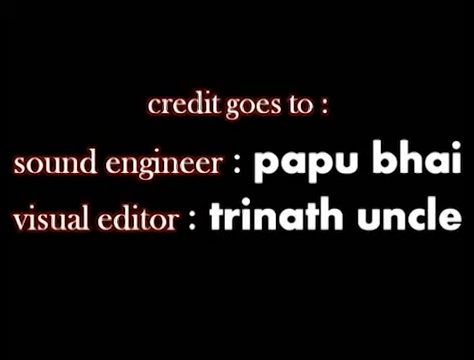 credit goes to :
sound engineer : papu bhai
visual editor : trinath uncle